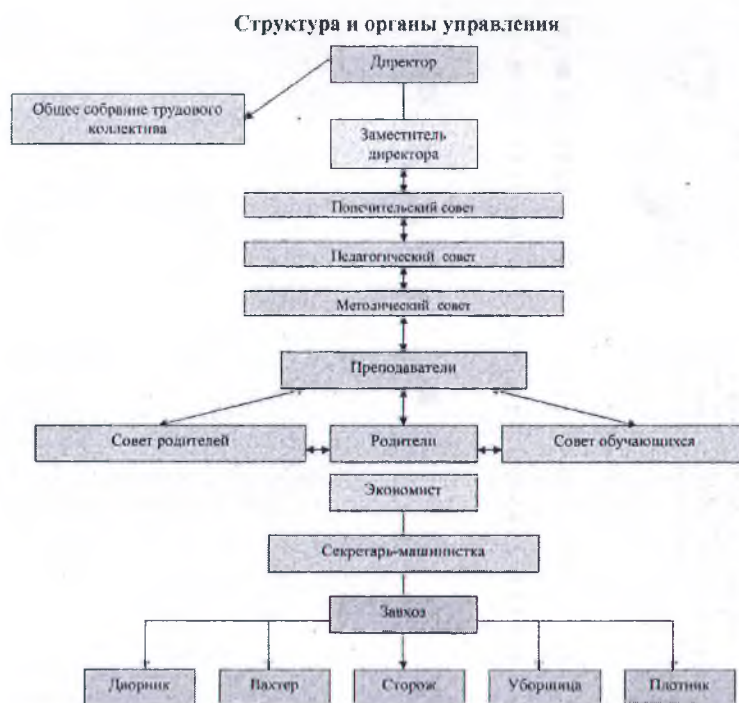 Структура и органы управления
Директор
Общее собрание трудового
коллектива
Заместитель
директора
Попечительский совет
Педагогический совет
Методический совет
Преподаватели
Совет родителей
Родители
Совет обучающихся
Экономист
Секретарь-машинистка
Завхоз
Дворник
Вахтер
Сторож
Уборщица
Плотник